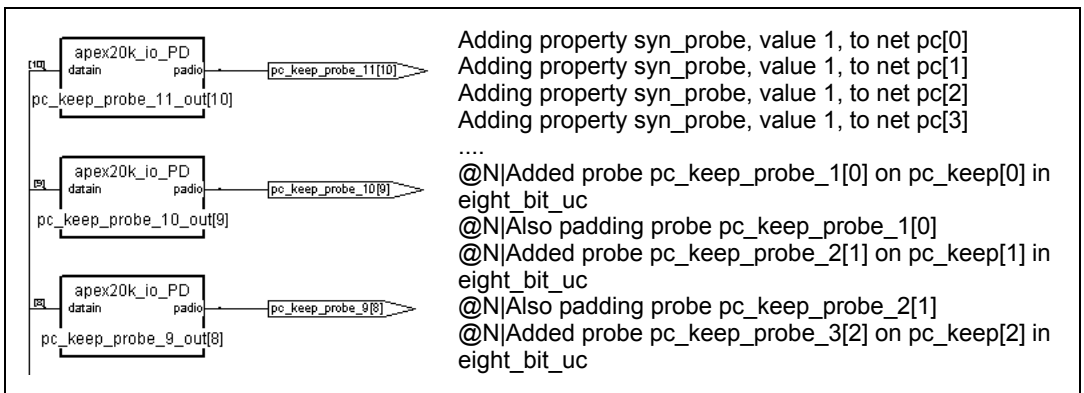 apex20k_io_PD
[10]
datain padio
pc_keep_probe_11[10]
pc_keep_probe_11_out[10]
apex20k_io_PD
[9]
datain padio
pc_keep_probe_10[9]
pc_keep_probe_10_out[9]
apex20k_io_PD
[8]
datain padio
pc_keep_probe_9[8]
pc_keep_probe_9_out[8]
Adding property syn_probe, value 1, to net pc[0]
Adding property syn_probe, value 1, to net pc[1]
Adding property syn_probe, value 1, to net pc[2]
Adding property syn_probe, value 1, to net pc[3]
....
@N|Added probe pc_keep_probe_1[0] on pc_keep[0] in
eight_bit_uc
@N|Also padding probe pc_keep_probe_1[0]
@N|Added probe pc_keep_probe_2[1] on pc_keep[1] in
eight_bit_uc
@N|Also padding probe pc_keep_probe_2[1]
@N|Added probe pc_keep_probe_3[2] on pc_keep[2] in
eight_bit_uc